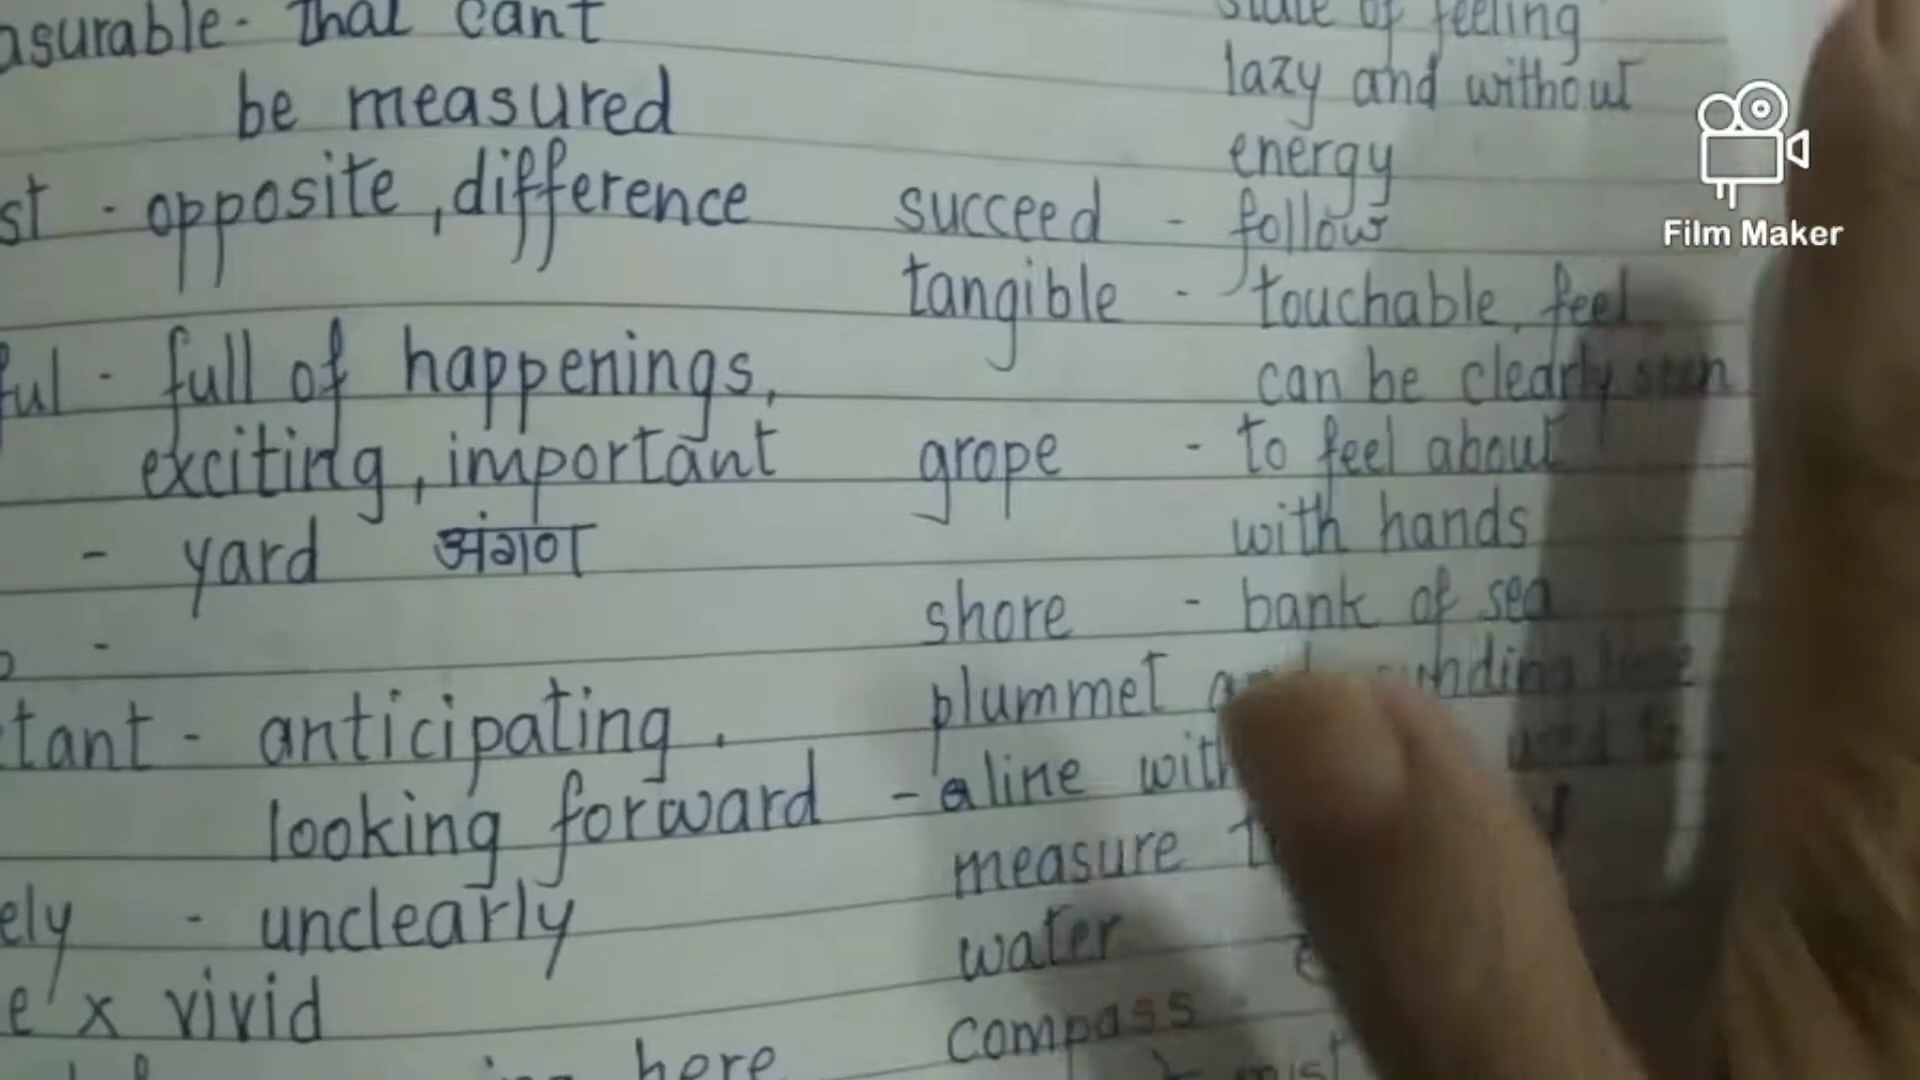 asurable - that cant
be measured
st - opposite, difference
ful - full of happenings,
exciting, important
- yard अंगण
-
tant - anticipating.
looking forward
ely - unclearly
e x vivid
here
state of feeling
lazy and without
energy
succeed - follow
tangible - touchable, feel
can be clearly seen
grope - to feel about
with hands
shore - bank of sea
plummet
- a line with used to
measure
water
compass -
mist
Film Maker